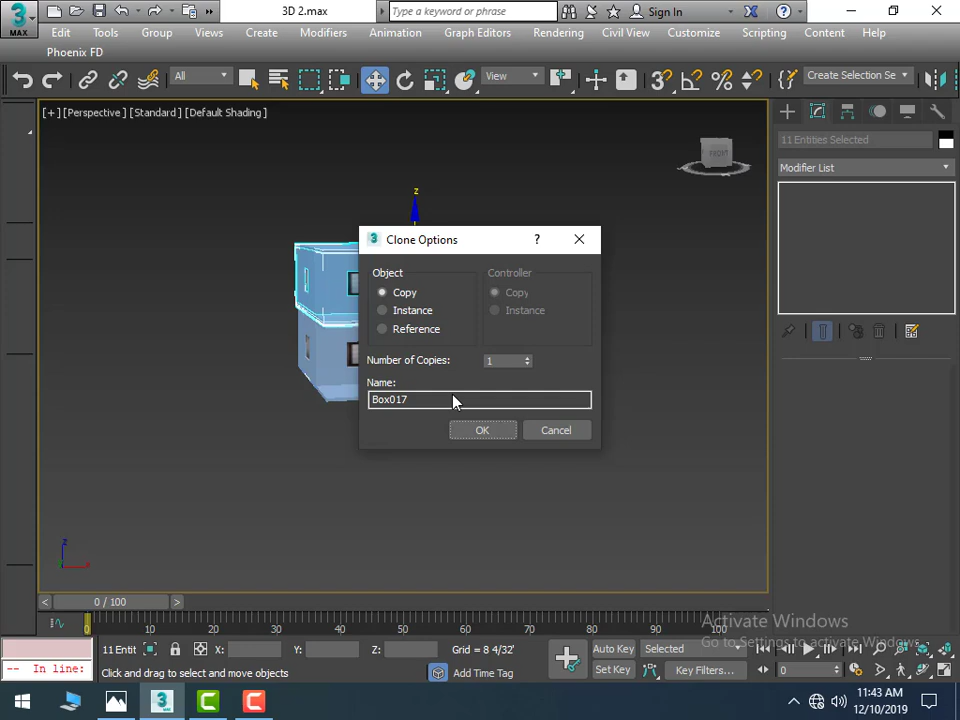 3
MAX
3D 2.max
Type a keyword or phrase
Sign In
Edit Tools Group Views Create Modifiers Animation Graph Editors Rendering Civil View Customize Scripting Content Help
Phoenix FD
All
View
Create Selection Se
[+] [Perspective] [Standard] [Default Shading]
11 Entities Selected
Modifier List
FRONT
z
Clone Options
Object
Controller
Copy
Copy
Instance
Instance
Reference
Number of Copies:
1
Name:
Box017
OK
Cancel
z
x
0 / 100
0 10 20 30 40 50 60 70 80 90 100
Activate Windows
Go to Settings to activate Windows.
11 Entit
X:
Y:
Z:
Grid = 8 4/32'
Auto Key
Selected
-- In line:
Click and drag to select and move objects
Add Time Tag
Set Key
Key Filters...
0
11:43 AM
12/10/2019